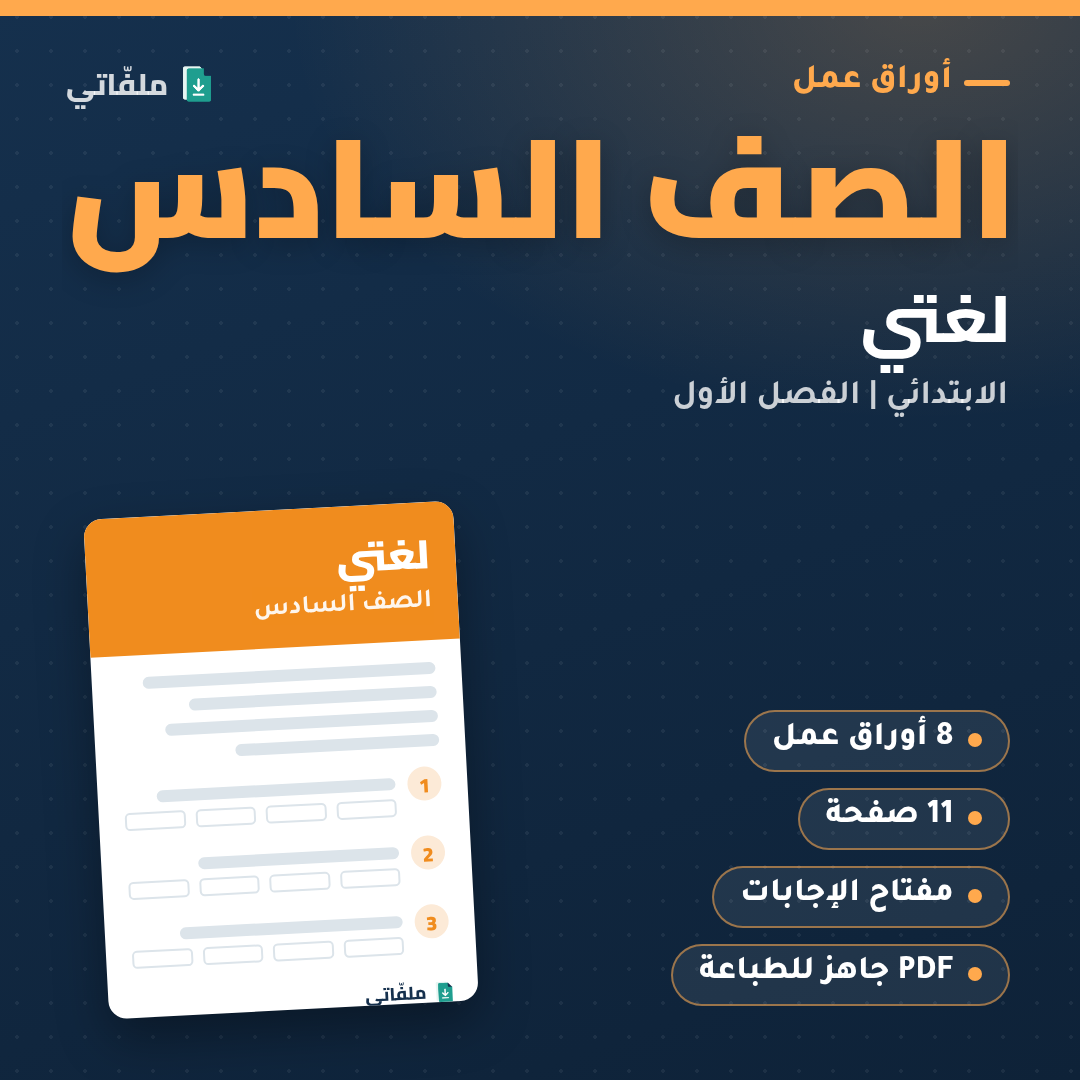 أوراق عمل
ملفّاتي
الصف السادس
لغتي
الابتدائي | الفصل الأول
لغتي
الصف السادس
1
2
3
ملفّاتي
8 أوراق عمل
11 صفحة
مفتاح الإجابات
PDF جاهز للطباعة